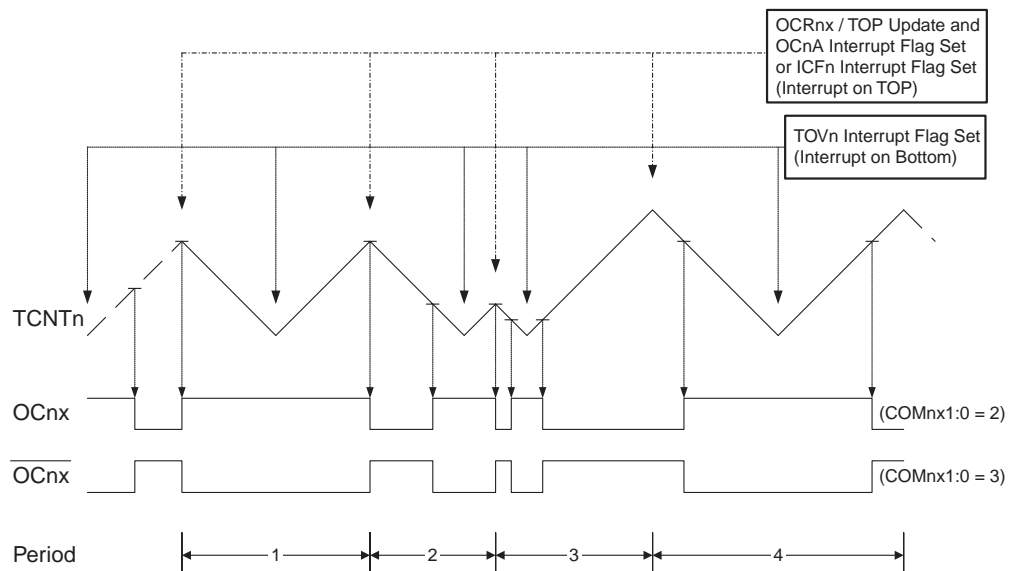 OCRnx / TOP Update and
OCnA Interrupt Flag Set
or ICFn Interrupt Flag Set
(Interrupt on TOP)
TOVn Interrupt Flag Set
(Interrupt on Bottom)
TCNTn
OCnx
(COMnx1:0 = 2)
OCnx
(COMnx1:0 = 3)
Period
1
2
3
4